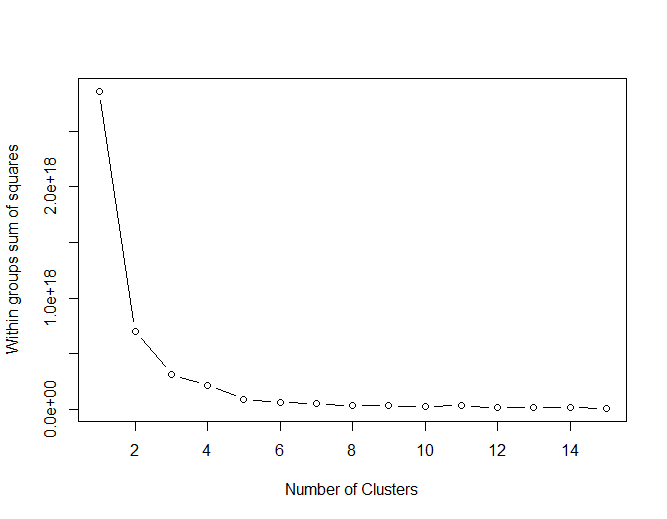 Within groups sum of squares
2.0e+18
1.0e+18
0.0e+00
2 4 6 8 10 12 14
Number of Clusters